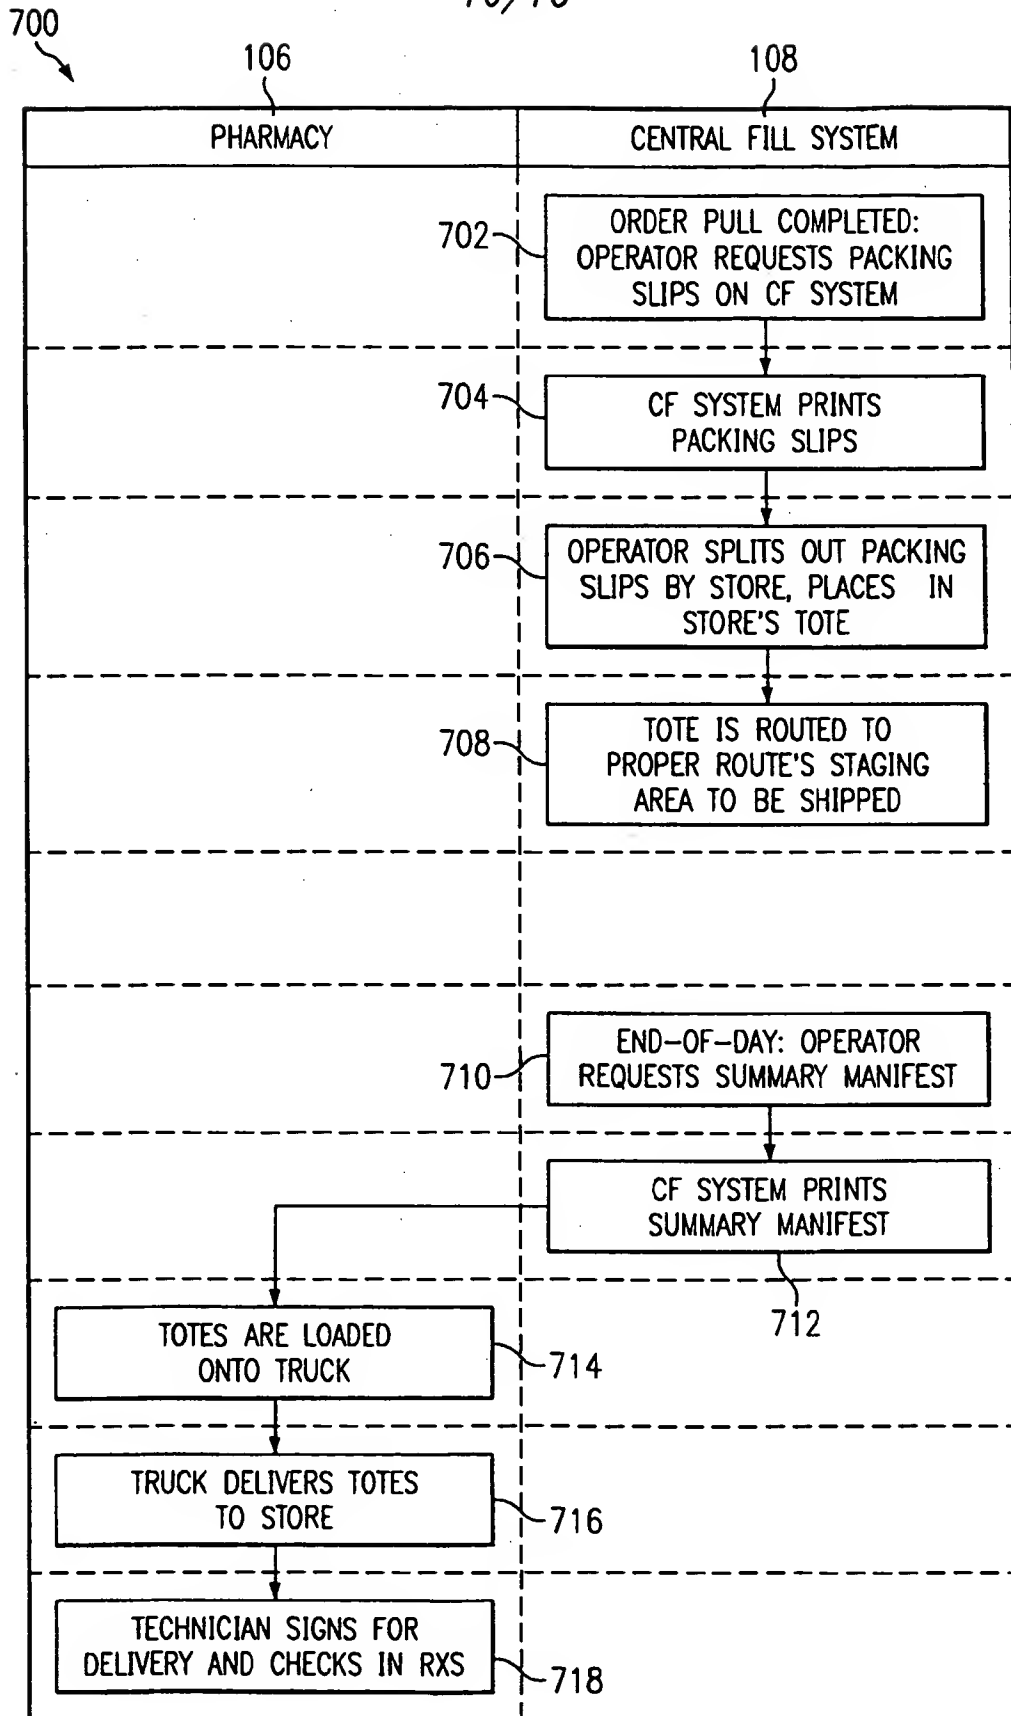 700
106
108
PHARMACY
CENTRAL FILL SYSTEM
702
ORDER PULL COMPLETED:
OPERATOR REQUESTS PACKING
SLIPS ON CF SYSTEM
704
CF SYSTEM PRINTS
PACKING SLIPS
706
OPERATOR SPLITS OUT PACKING
SLIPS BY STORE, PLACES IN
STORE'S TOTE
708
TOTE IS ROUTED TO
PROPER ROUTE'S STAGING
AREA TO BE SHIPPED
710
END-OF-DAY: OPERATOR
REQUESTS SUMMARY MANIFEST
CF SYSTEM PRINTS
SUMMARY MANIFEST
712
TOTES ARE LOADED
ONTO TRUCK
714
TRUCK DELIVERS TOTES
TO STORE
716
TECHNICIAN SIGNS FOR
DELIVERY AND CHECKS IN RXS
718